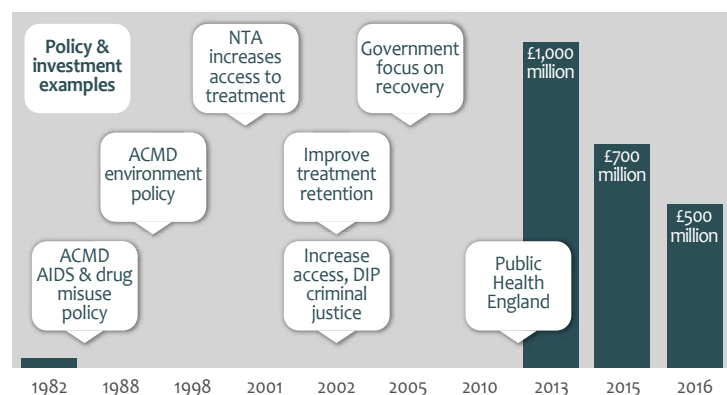 Policy &
investment
examples
NTA
increases
access to
treatment
Government
focus on
recovery
£1,000
million
ACMD
environment
policy
Improve
treatment
retention
£700
million
£500
million
ACMD
AIDS & drug
misuse
policy
Increase
access, DIP
criminal
justice
Public
Health
England
1982 1988 1998 2001 2002 2005 2010 2013 2015 2016